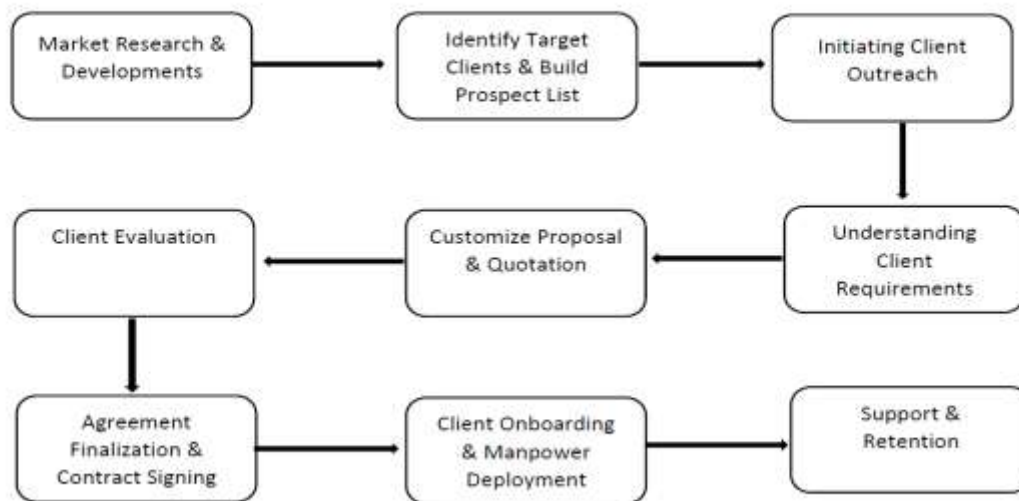 Market Research &
Developments
Identify Target
Clients & Build
Prospect List
Initiating Client
Outreach
Understanding
Client
Requirements
Customize Proposal
& Quotation
Client Evaluation
Agreement
Finalization &
Contract Signing
Client Onboarding
& Manpower
Deployment
Support &
Retention